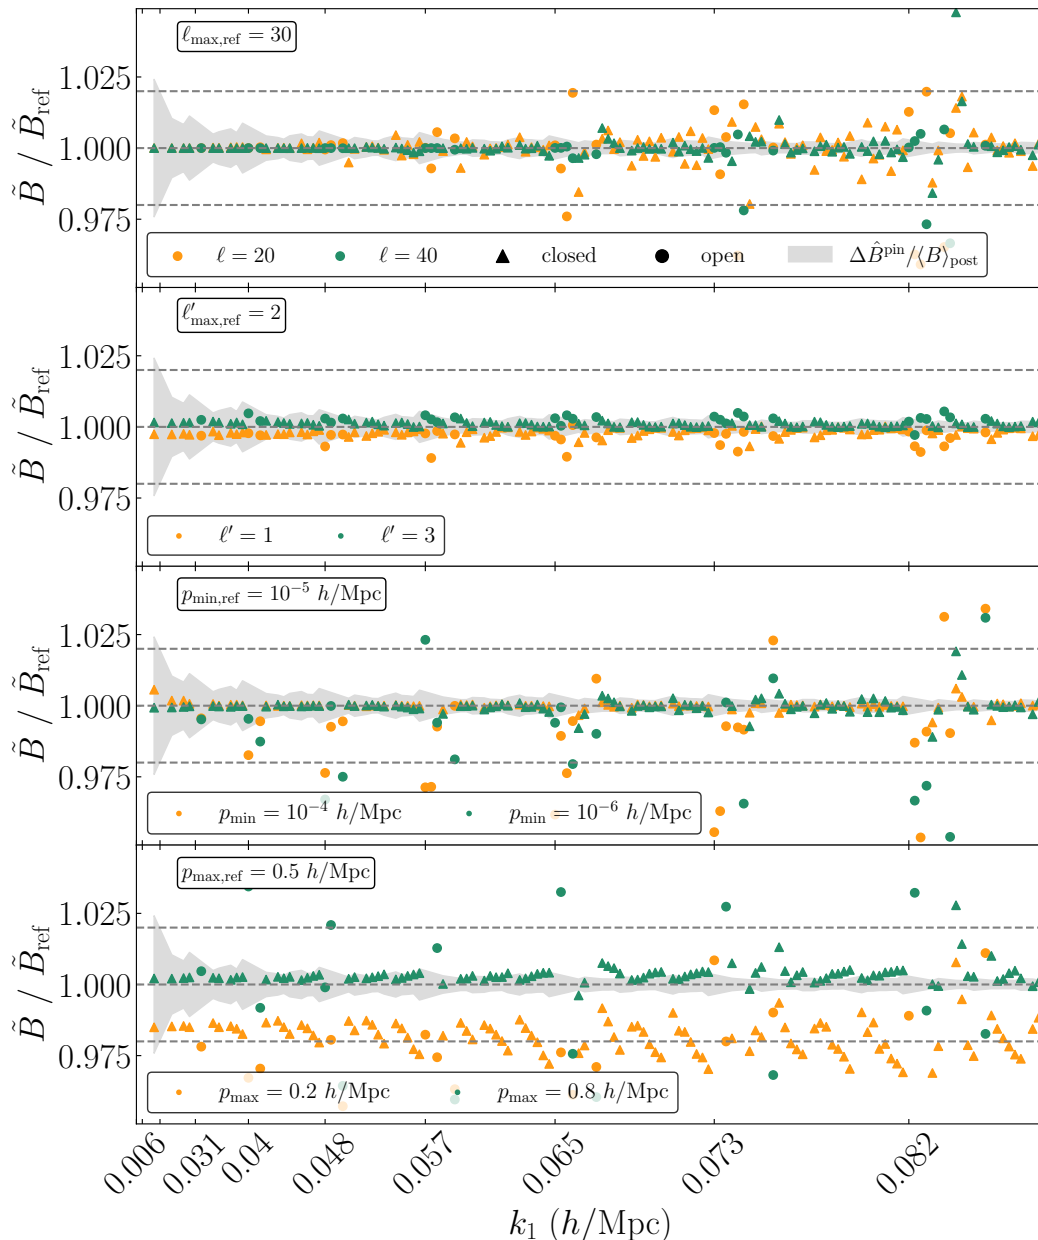 ℓmax,ref = 30
1.025
1.000
0.975
B̃ / B̃ref
ℓ = 20 ℓ = 40 closed open ΔB̂^pin/⟨B⟩post
ℓ′max,ref = 2
1.025
1.000
0.975
B̃ / B̃ref
ℓ′ = 1 ℓ′ = 3
pmin,ref = 10⁻⁵ h/Mpc
1.025
1.000
0.975
B̃ / B̃ref
pmin = 10⁻⁴ h/Mpc pmin = 10⁻⁶ h/Mpc
pmax,ref = 0.5 h/Mpc
1.025
1.000
0.975
B̃ / B̃ref
pmax = 0.2 h/Mpc pmax = 0.8 h/Mpc
0.006 0.031 0.04 0.048 0.057 0.065 0.073 0.082
k₁ (h/Mpc)